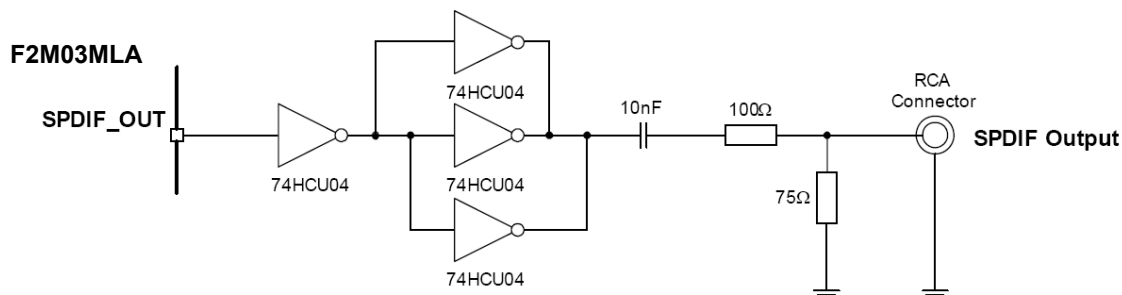 F2M03MLA
SPDIF_OUT
74HCU04
74HCU04
74HCU04
74HCU04
10nF
100Ω
75Ω
RCA
Connector
SPDIF Output